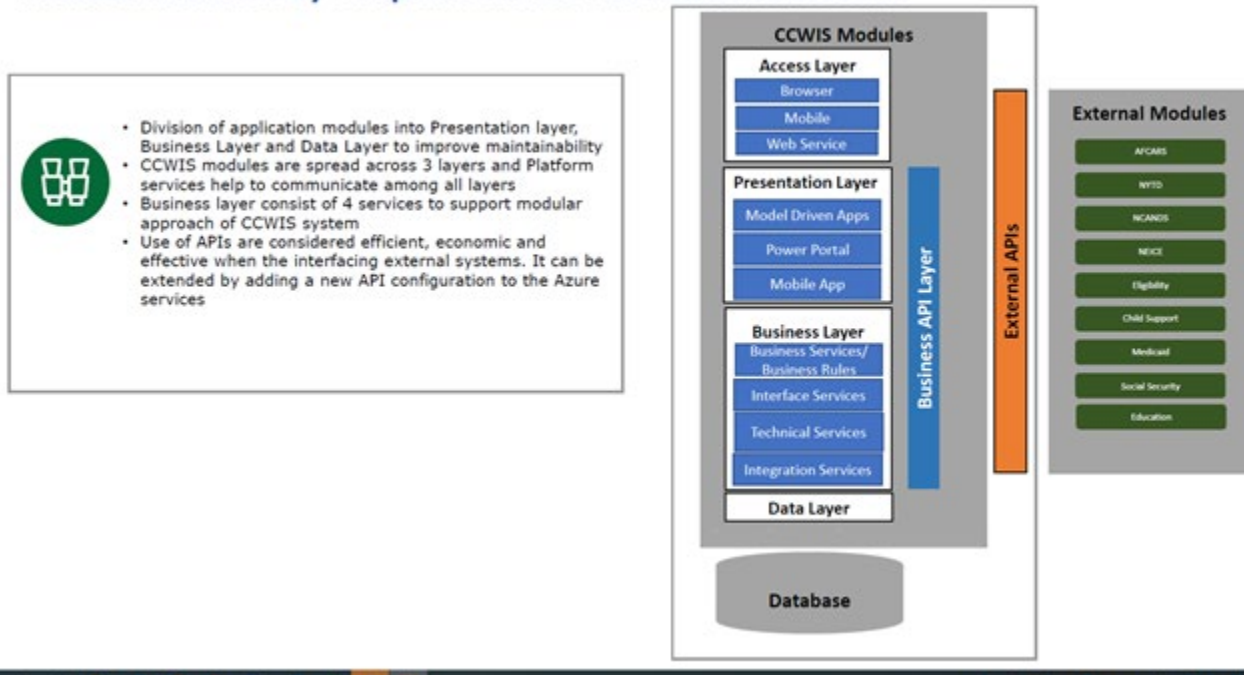 • Division of application modules into Presentation layer,
Business Layer and Data Layer to improve maintainability
• CCWIS modules are spread across 3 layers and Platform
services help to communicate among all layers
• Business layer consist of 4 services to support modular
approach of CCWIS system
• Use of APIs are considered efficient, economic and
effective when the interfacing external systems. It can be
extended by adding a new API configuration to the Azure
services
CCWIS Modules
Access Layer
Browser
Mobile
Web Service
Presentation Layer
Model Driven Apps
Power Portal
Mobile App
Business Layer
Business Services/
Business Rules
Interface Services
Technical Services
Integration Services
Data Layer
Business API Layer
Database
External APIs
External Modules
AFCARS
NYTD
NCANDS
NEICE
Eligibility
Child Support
Medicaid
Social Security
Education